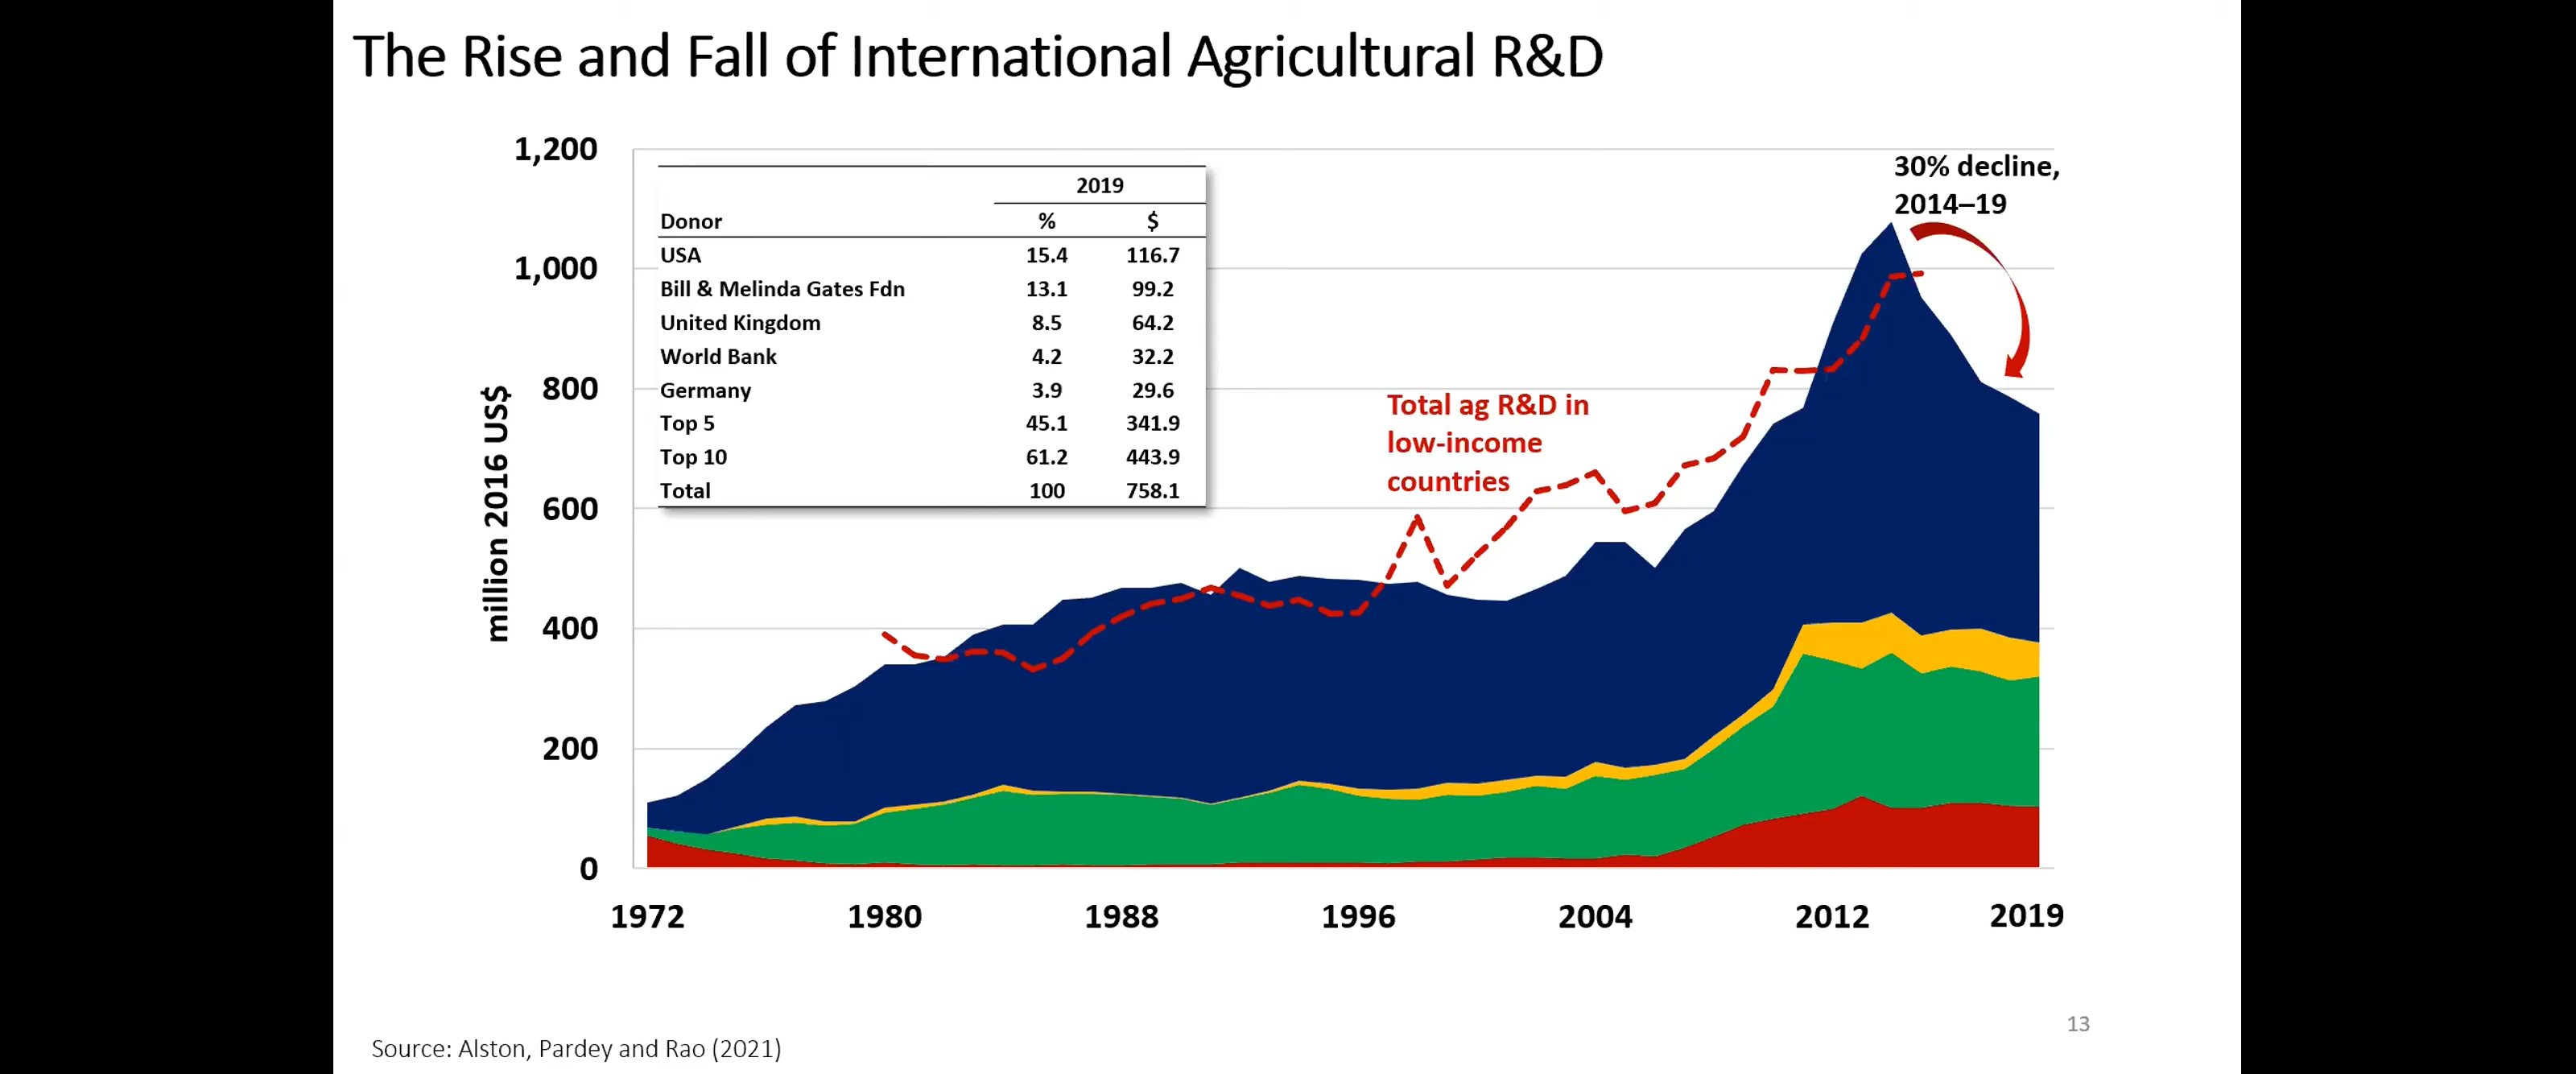 The Rise and Fall of International Agricultural R&D
1,200
1,000
800
600
400
200
0
million 2016 US$
2019
Donor % $
USA 15.4 116.7
Bill & Melinda Gates Fdn 13.1 99.2
United Kingdom 8.5 64.2
World Bank 4.2 32.2
Germany 3.9 29.6
Top 5 45.1 341.9
Top 10 61.2 443.9
Total 100 758.1
Total ag R&D in
low-income
countries
30% decline,
2014–19
1972 1980 1988 1996 2004 2012 2019
13
Source: Alston, Pardey and Rao (2021)